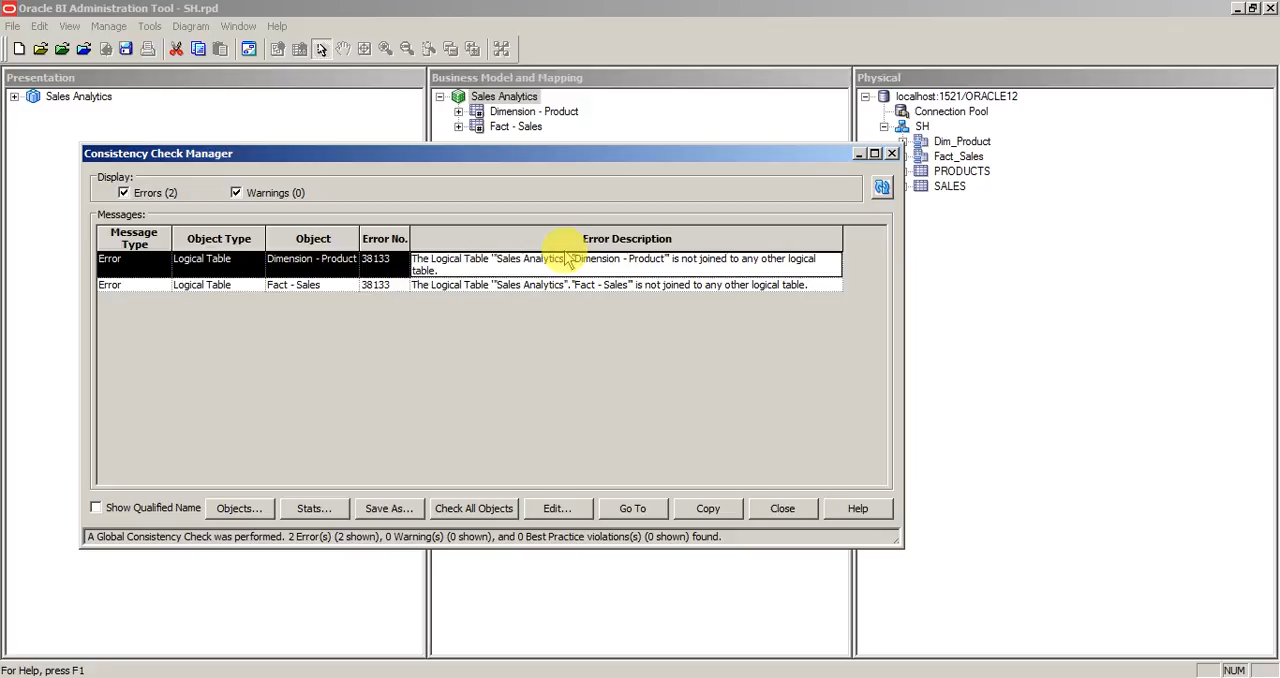 Oracle BI Administration Tool - SH.rpd
File Edit View Manage Tools Diagram Window Help
Presentation
Sales Analytics
Business Model and Mapping
Sales Analytics
Dimension - Product
Fact - Sales
Physical
localhost:1521/ORACLE12
Connection Pool
SH
Dim_Product
Fact_Sales
PRODUCTS
SALES
Consistency Check Manager
Display:
Errors (2) Warnings (0)
Messages:
Message Type Object Type Object Error No. Error Description
Error Logical Table Dimension - Product 38133 The Logical Table '"Sales Analytics"."Dimension - Product"' is not joined to any other logical
table.
Error Logical Table Fact - Sales 38133 The Logical Table '"Sales Analytics"."Fact - Sales"' is not joined to any other logical table.
Show Qualified Name Objects... Stats... Save As... Check All Objects Edit... Go To Copy Close Help
A Global Consistency Check was performed. 2 Error(s) (2 shown), 0 Warning(s) (0 shown), and 0 Best Practice violations(s) (0 shown) found.
For Help, press F1
NUM